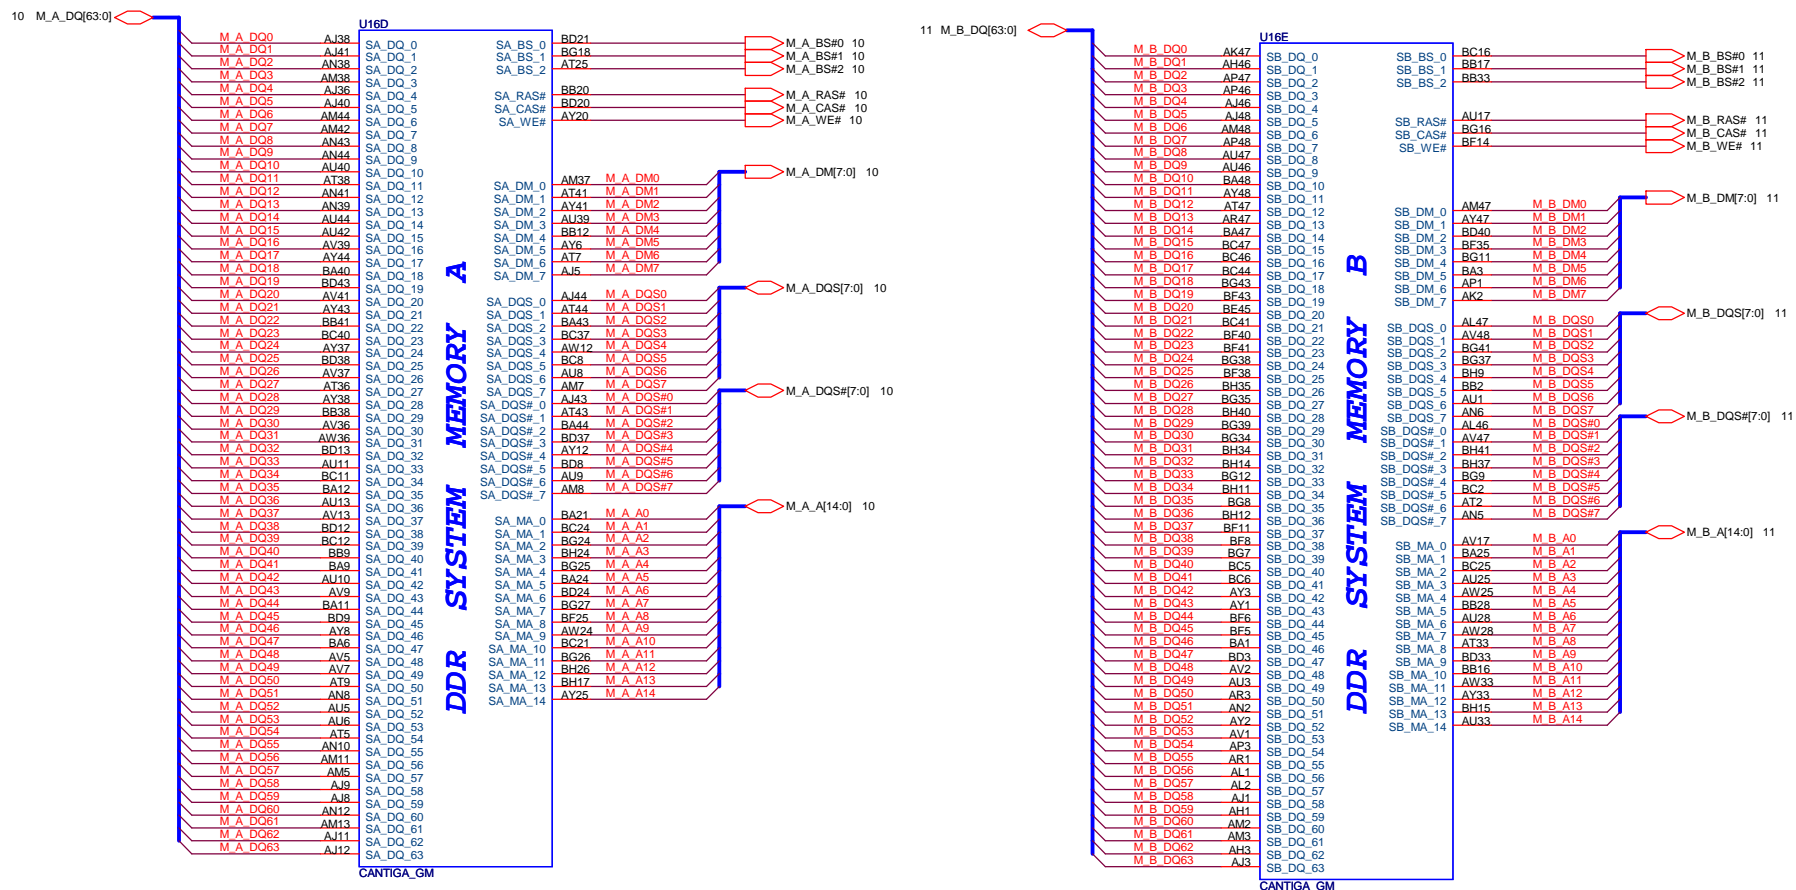 10 M_A_DQ[63:0]
U16D
M_A_DQ0 AJ38 SA_DQ_0
M_A_DQ1 AJ41 SA_DQ_1
M_A_DQ2 AN38 SA_DQ_2
M_A_DQ3 AM38 SA_DQ_3
M_A_DQ4 AJ36 SA_DQ_4
M_A_DQ5 AJ40 SA_DQ_5
M_A_DQ6 AM44 SA_DQ_6
M_A_DQ7 AM42 SA_DQ_7
M_A_DQ8 AN43 SA_DQ_8
M_A_DQ9 AN44 SA_DQ_9
M_A_DQ10 AU40 SA_DQ_10
M_A_DQ11 AT38 SA_DQ_11
M_A_DQ12 AN41 SA_DQ_12
M_A_DQ13 AN39 SA_DQ_13
M_A_DQ14 AU44 SA_DQ_14
M_A_DQ15 AU42 SA_DQ_15
M_A_DQ16 AV39 SA_DQ_16
M_A_DQ17 AY44 SA_DQ_17
M_A_DQ18 BA40 SA_DQ_18
M_A_DQ19 BD43 SA_DQ_19
M_A_DQ20 AV41 SA_DQ_20
M_A_DQ21 AY43 SA_DQ_21
M_A_DQ22 BB41 SA_DQ_22
M_A_DQ23 BC40 SA_DQ_23
M_A_DQ24 AY37 SA_DQ_24
M_A_DQ25 BD38 SA_DQ_25
M_A_DQ26 AV37 SA_DQ_26
M_A_DQ27 AT36 SA_DQ_27
M_A_DQ28 AY38 SA_DQ_28
M_A_DQ29 BB38 SA_DQ_29
M_A_DQ30 AV36 SA_DQ_30
M_A_DQ31 AW36 SA_DQ_31
M_A_DQ32 BD13 SA_DQ_32
M_A_DQ33 AU11 SA_DQ_33
M_A_DQ34 BC11 SA_DQ_34
M_A_DQ35 BA12 SA_DQ_35
M_A_DQ36 AU13 SA_DQ_36
M_A_DQ37 AV13 SA_DQ_37
M_A_DQ38 BD12 SA_DQ_38
M_A_DQ39 BC12 SA_DQ_39
M_A_DQ40 BB9 SA_DQ_40
M_A_DQ41 BA9 SA_DQ_41
M_A_DQ42 AU10 SA_DQ_42
M_A_DQ43 AV9 SA_DQ_43
M_A_DQ44 BA11 SA_DQ_44
M_A_DQ45 BD9 SA_DQ_45
M_A_DQ46 AY8 SA_DQ_46
M_A_DQ47 BA6 SA_DQ_47
M_A_DQ48 AV5 SA_DQ_48
M_A_DQ49 AV7 SA_DQ_49
M_A_DQ50 AT9 SA_DQ_50
M_A_DQ51 AN8 SA_DQ_51
M_A_DQ52 AU5 SA_DQ_52
M_A_DQ53 AU6 SA_DQ_53
M_A_DQ54 AT5 SA_DQ_54
M_A_DQ55 AN10 SA_DQ_55
M_A_DQ56 AM11 SA_DQ_56
M_A_DQ57 AM5 SA_DQ_57
M_A_DQ58 AJ9 SA_DQ_58
M_A_DQ59 AJ8 SA_DQ_59
M_A_DQ60 AN12 SA_DQ_60
M_A_DQ61 AM13 SA_DQ_61
M_A_DQ62 AJ11 SA_DQ_62
M_A_DQ63 AJ12 SA_DQ_63
DDR SYSTEM MEMORY A
SA_BS_0 BD21 M_A_BS#0 10
SA_BS_1 BG18 M_A_BS#1 10
SA_BS_2 AT25 M_A_BS#2 10
SA_RAS# BB20 M_A_RAS# 10
SA_CAS# BD20 M_A_CAS# 10
SA_WE# AY20 M_A_WE# 10
M_A_DM[7:0] 10
SA_DM_0 AM37 M_A_DM0
SA_DM_1 AT41 M_A_DM1
SA_DM_2 AY41 M_A_DM2
SA_DM_3 AU39 M_A_DM3
SA_DM_4 BB12 M_A_DM4
SA_DM_5 AY6 M_A_DM5
SA_DM_6 AT7 M_A_DM6
SA_DM_7 AJ5 M_A_DM7
M_A_DQS[7:0] 10
SA_DQS_0 AJ44 M_A_DQS0
SA_DQS_1 AT44 M_A_DQS1
SA_DQS_2 BA43 M_A_DQS2
SA_DQS_3 BC37 M_A_DQS3
SA_DQS_4 AW12 M_A_DQS4
SA_DQS_5 BC8 M_A_DQS5
SA_DQS_6 AU8 M_A_DQS6
SA_DQS_7 AM7 M_A_DQS7
M_A_DQS#[7:0] 10
SA_DQS#_0 AJ43 M_A_DQS#0
SA_DQS#_1 AT43 M_A_DQS#1
SA_DQS#_2 BA44 M_A_DQS#2
SA_DQS#_3 BD37 M_A_DQS#3
SA_DQS#_4 AY12 M_A_DQS#4
SA_DQS#_5 BD8 M_A_DQS#5
SA_DQS#_6 AU9 M_A_DQS#6
SA_DQS#_7 AM8 M_A_DQS#7
M_A_A[14:0] 10
SA_MA_0 BA21 M_A_A0
SA_MA_1 BC24 M_A_A1
SA_MA_2 BG24 M_A_A2
SA_MA_3 BH24 M_A_A3
SA_MA_4 BG25 M_A_A4
SA_MA_5 BA24 M_A_A5
SA_MA_6 BD24 M_A_A6
SA_MA_7 BG27 M_A_A7
SA_MA_8 BF25 M_A_A8
SA_MA_9 AW24 M_A_A9
SA_MA_10 BC21 M_A_A10
SA_MA_11 BG26 M_A_A11
SA_MA_12 BH26 M_A_A12
SA_MA_13 BH17 M_A_A13
SA_MA_14 AY25 M_A_A14
CANTIGA_GM
11 M_B_DQ[63:0]
U16E
M_B_DQ0 AK47 SB_DQ_0
M_B_DQ1 AH46 SB_DQ_1
M_B_DQ2 AP47 SB_DQ_2
M_B_DQ3 AP46 SB_DQ_3
M_B_DQ4 AJ46 SB_DQ_4
M_B_DQ5 AJ48 SB_DQ_5
M_B_DQ6 AM48 SB_DQ_6
M_B_DQ7 AP48 SB_DQ_7
M_B_DQ8 AU47 SB_DQ_8
M_B_DQ9 AU46 SB_DQ_9
M_B_DQ10 BA48 SB_DQ_10
M_B_DQ11 AY48 SB_DQ_11
M_B_DQ12 AT47 SB_DQ_12
M_B_DQ13 AR47 SB_DQ_13
M_B_DQ14 BA47 SB_DQ_14
M_B_DQ15 BC47 SB_DQ_15
M_B_DQ16 BC46 SB_DQ_16
M_B_DQ17 BC44 SB_DQ_17
M_B_DQ18 BG43 SB_DQ_18
M_B_DQ19 BF43 SB_DQ_19
M_B_DQ20 BE45 SB_DQ_20
M_B_DQ21 BC41 SB_DQ_21
M_B_DQ22 BF40 SB_DQ_22
M_B_DQ23 BF41 SB_DQ_23
M_B_DQ24 BG38 SB_DQ_24
M_B_DQ25 BF38 SB_DQ_25
M_B_DQ26 BH35 SB_DQ_26
M_B_DQ27 BG35 SB_DQ_27
M_B_DQ28 BH40 SB_DQ_28
M_B_DQ29 BG39 SB_DQ_29
M_B_DQ30 BG34 SB_DQ_30
M_B_DQ31 BH34 SB_DQ_31
M_B_DQ32 BH14 SB_DQ_32
M_B_DQ33 BG12 SB_DQ_33
M_B_DQ34 BH11 SB_DQ_34
M_B_DQ35 BG8 SB_DQ_35
M_B_DQ36 BH12 SB_DQ_36
M_B_DQ37 BF11 SB_DQ_37
M_B_DQ38 BF8 SB_DQ_38
M_B_DQ39 BG7 SB_DQ_39
M_B_DQ40 BC5 SB_DQ_40
M_B_DQ41 BC6 SB_DQ_41
M_B_DQ42 AY3 SB_DQ_42
M_B_DQ43 AY1 SB_DQ_43
M_B_DQ44 BF6 SB_DQ_44
M_B_DQ45 BF5 SB_DQ_45
M_B_DQ46 BA1 SB_DQ_46
M_B_DQ47 BD3 SB_DQ_47
M_B_DQ48 AV2 SB_DQ_48
M_B_DQ49 AU3 SB_DQ_49
M_B_DQ50 AR3 SB_DQ_50
M_B_DQ51 AN2 SB_DQ_51
M_B_DQ52 AY2 SB_DQ_52
M_B_DQ53 AV1 SB_DQ_53
M_B_DQ54 AP3 SB_DQ_54
M_B_DQ55 AR1 SB_DQ_55
M_B_DQ56 AL1 SB_DQ_56
M_B_DQ57 AL2 SB_DQ_57
M_B_DQ58 AJ1 SB_DQ_58
M_B_DQ59 AH1 SB_DQ_59
M_B_DQ60 AM2 SB_DQ_60
M_B_DQ61 AM3 SB_DQ_61
M_B_DQ62 AH3 SB_DQ_62
M_B_DQ63 AJ3 SB_DQ_63
DDR SYSTEM MEMORY B
SB_BS_0 BC16 M_B_BS#0 11
SB_BS_1 BB17 M_B_BS#1 11
SB_BS_2 BB33 M_B_BS#2 11
SB_RAS# AU17 M_B_RAS# 11
SB_CAS# BG16 M_B_CAS# 11
SB_WE# BF14 M_B_WE# 11
M_B_DM[7:0] 11
SB_DM_0 AM47 M_B_DM0
SB_DM_1 AY47 M_B_DM1
SB_DM_2 BD40 M_B_DM2
SB_DM_3 BF35 M_B_DM3
SB_DM_4 BG11 M_B_DM4
SB_DM_5 BA3 M_B_DM5
SB_DM_6 AP1 M_B_DM6
SB_DM_7 AK2 M_B_DM7
M_B_DQS[7:0] 11
SB_DQS_0 AL47 M_B_DQS0
SB_DQS_1 AV48 M_B_DQS1
SB_DQS_2 BG41 M_B_DQS2
SB_DQS_3 BG37 M_B_DQS3
SB_DQS_4 BH9 M_B_DQS4
SB_DQS_5 BB2 M_B_DQS5
SB_DQS_6 AU1 M_B_DQS6
SB_DQS_7 AN6 M_B_DQS7
M_B_DQS#[7:0] 11
SB_DQS#_0 AL46 M_B_DQS#0
SB_DQS#_1 AV47 M_B_DQS#1
SB_DQS#_2 BH41 M_B_DQS#2
SB_DQS#_3 BH37 M_B_DQS#3
SB_DQS#_4 BG9 M_B_DQS#4
SB_DQS#_5 BC2 M_B_DQS#5
SB_DQS#_6 AT2 M_B_DQS#6
SB_DQS#_7 AN5 M_B_DQS#7
M_B_A[14:0] 11
SB_MA_0 AV17 M_B_A0
SB_MA_1 BA25 M_B_A1
SB_MA_2 BC25 M_B_A2
SB_MA_3 AU25 M_B_A3
SB_MA_4 AW25 M_B_A4
SB_MA_5 BB28 M_B_A5
SB_MA_6 AU28 M_B_A6
SB_MA_7 AW28 M_B_A7
SB_MA_8 AT33 M_B_A8
SB_MA_9 BD33 M_B_A9
SB_MA_10 BB16 M_B_A10
SB_MA_11 AW33 M_B_A11
SB_MA_12 AY33 M_B_A12
SB_MA_13 BH15 M_B_A13
SB_MA_14 AU33 M_B_A14
CANTIGA_GM